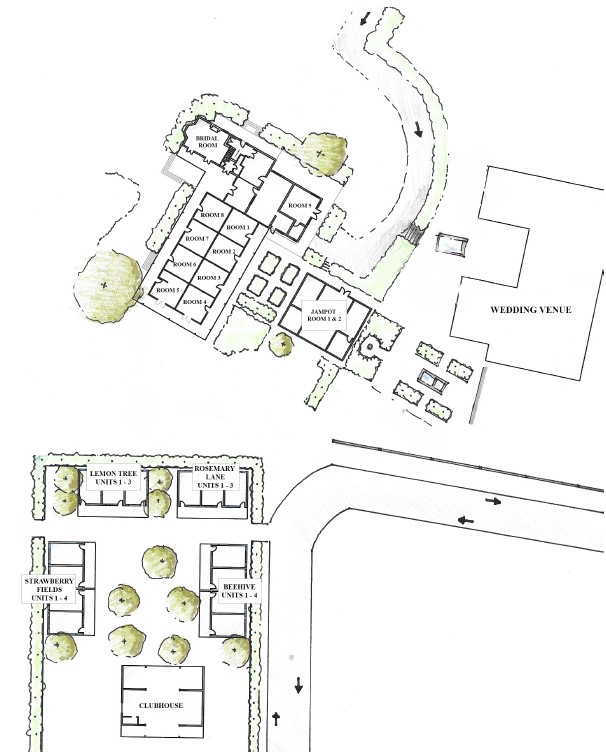 BRIDAL
ROOM
ROOM 9
ROOM 8
ROOM 1
ROOM 7
ROOM 2
ROOM 6
ROOM 3
ROOM 5
ROOM 4
JAMPOT
ROOM 1 & 2
WEDDING VENUE
LEMON TREE
UNITS 1 - 3
ROSEMARY
LANE
UNITS 1 - 3
STRAWBERRY
FIELDS
UNITS 1 - 4
BEEHIVE
UNITS 1 - 4
CLUBHOUSE